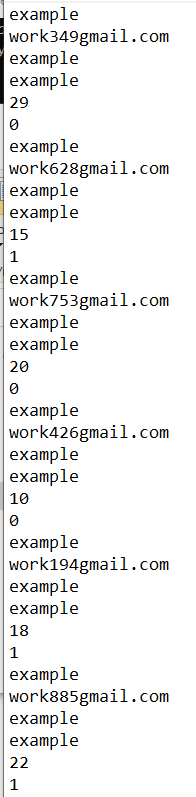 example
work349gmail.com
example
example
29
0
example
work628gmail.com
example
example
15
1
example
work753gmail.com
example
example
20
0
example
work426gmail.com
example
example
10
0
example
work194gmail.com
example
example
18
1
example
work885gmail.com
example
example
22
1